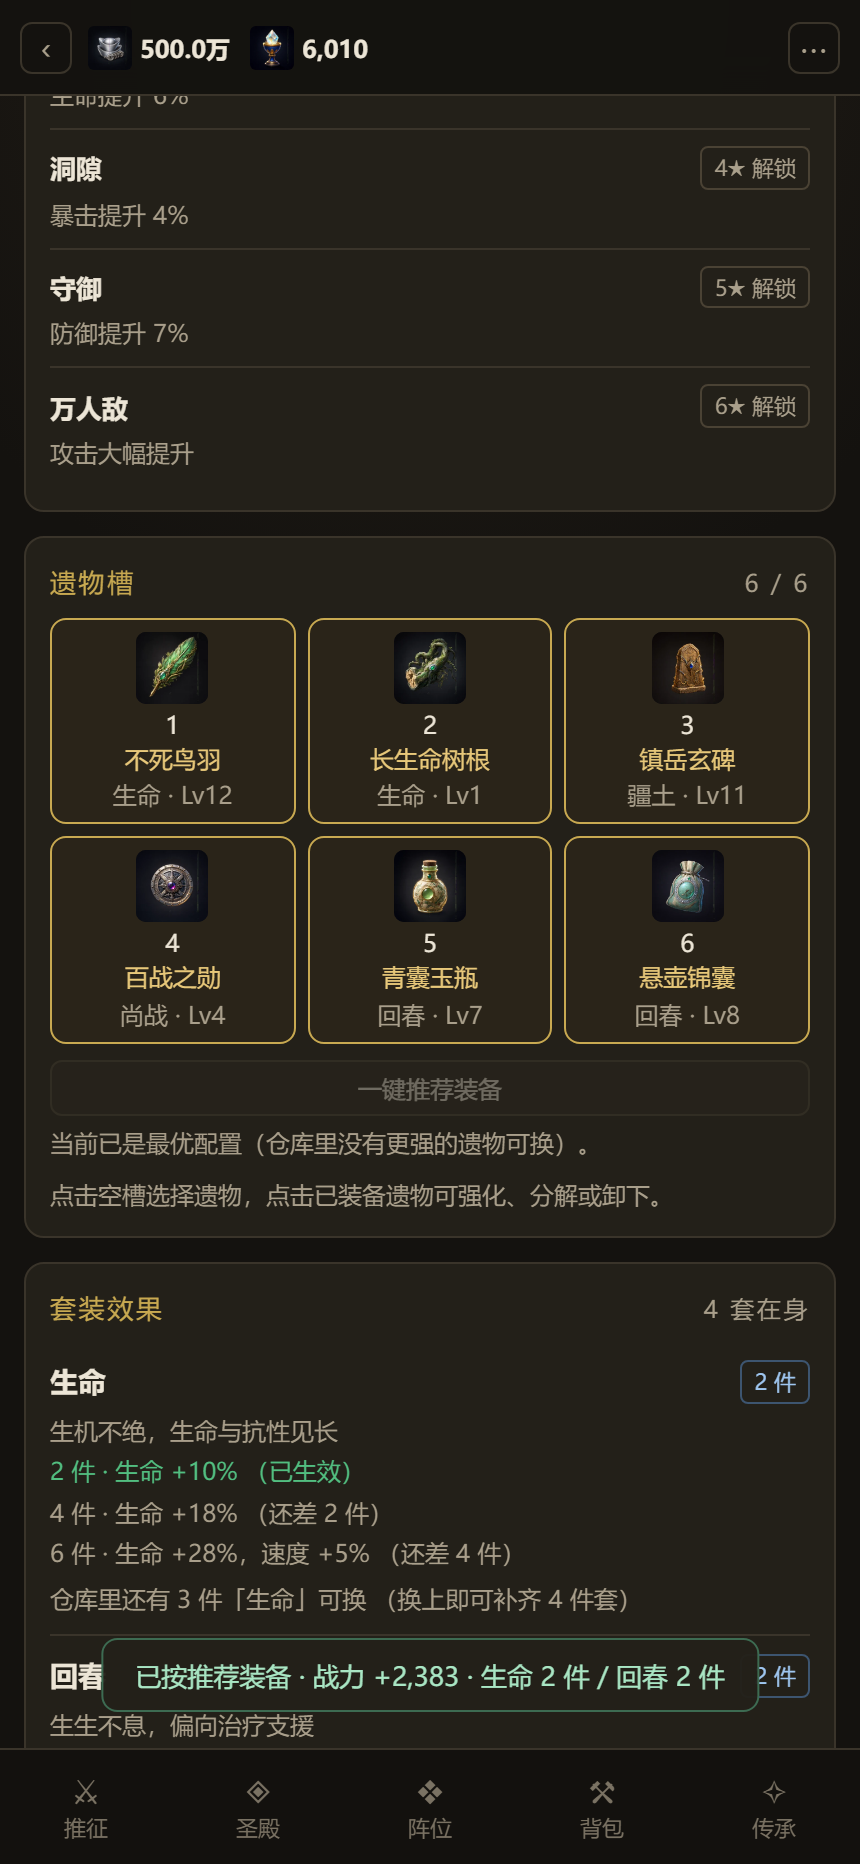 ‹ 500.0万 6,010 ···
生命提升 6%
洞隙 4★ 解锁
暴击提升 4%
守御 5★ 解锁
防御提升 7%
万人敌 6★ 解锁
攻击大幅提升
遗物槽 6 / 6
1 2 3
不死鸟羽 长生命树根 镇岳玄碑
生命 · Lv12 生命 · Lv1 疆土 · Lv11
4 5 6
百战之勋 青囊玉瓶 悬壶锦囊
尚战 · Lv4 回春 · Lv7 回春 · Lv8
一键推荐装备
当前已是最优配置（仓库里没有更强的遗物可换）。
点击空槽选择遗物，点击已装备遗物可强化、分解或卸下。
套装效果 4 套在身
生命 2 件
生机不绝，生命与抗性见长
2 件 · 生命 +10% （已生效）
4 件 · 生命 +18% （还差 2 件）
6 件 · 生命 +28%，速度 +5% （还差 4 件）
仓库里还有 3 件「生命」可换 （换上即可补齐 4 件套）
回春 2 件
已按推荐装备 · 战力 +2,383 · 生命 2 件 / 回春 2 件
生生不息，偏向治疗支援
推征 圣殿 阵位 背包 传承